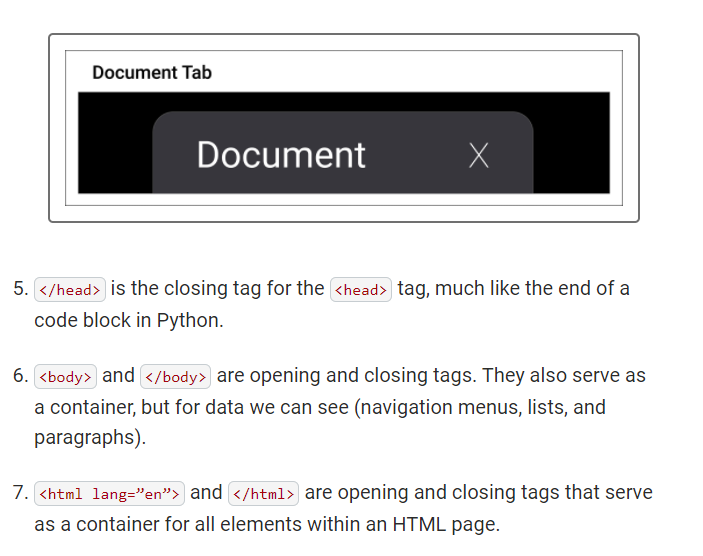 Document Tab
Document X
5. </head> is the closing tag for the <head> tag, much like the end of a
code block in Python.
6. <body> and </body> are opening and closing tags. They also serve as
a container, but for data we can see (navigation menus, lists, and
paragraphs).
7. <html lang=”en”> and </html> are opening and closing tags that serve
as a container for all elements within an HTML page.